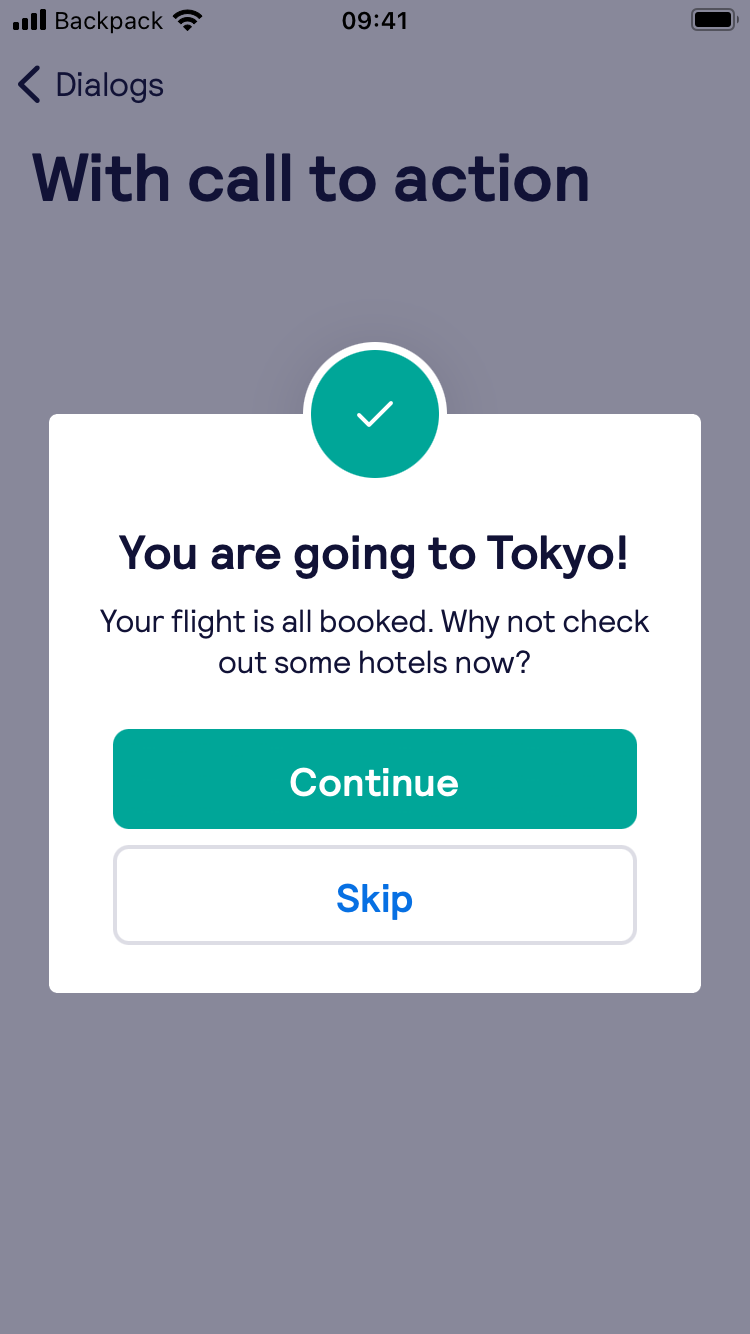 Backpack 09:41
Dialogs
With call to action
You are going to Tokyo!
Your flight is all booked. Why not check
out some hotels now?
Continue
Skip